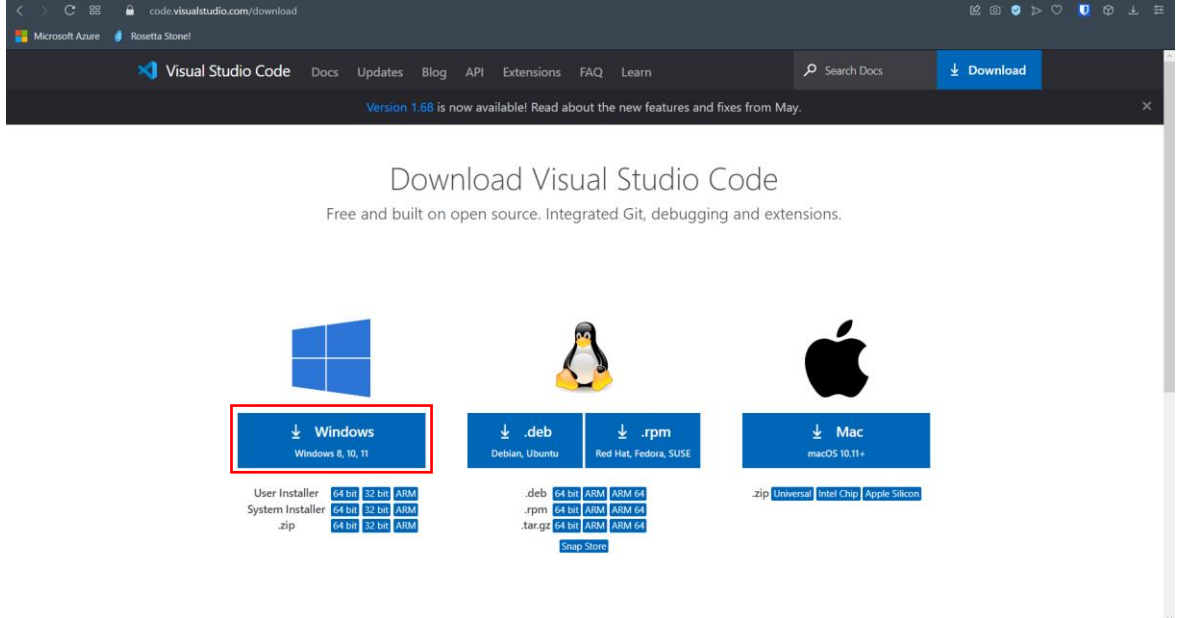 code.visualstudio.com/download
Microsoft Azure Rosetta Stone!
Visual Studio Code Docs Updates Blog API Extensions FAQ Learn Search Docs Download
Version 1.68 is now available! Read about the new features and fixes from May.
Download Visual Studio Code
Free and built on open source. Integrated Git, debugging and extensions.
Windows
Windows 8, 10, 11
User Installer 64 bit 32 bit ARM
System Installer 64 bit 32 bit ARM
.zip 64 bit 32 bit ARM
.deb
Debian, Ubuntu
.rpm
Red Hat, Fedora, SUSE
.deb 64 bit ARM ARM 64
.rpm 64 bit ARM ARM 64
.tar.gz 64 bit ARM ARM 64
Snap Store
Mac
macOS 10.11+
.zip Universal Intel Chip Apple Silicon